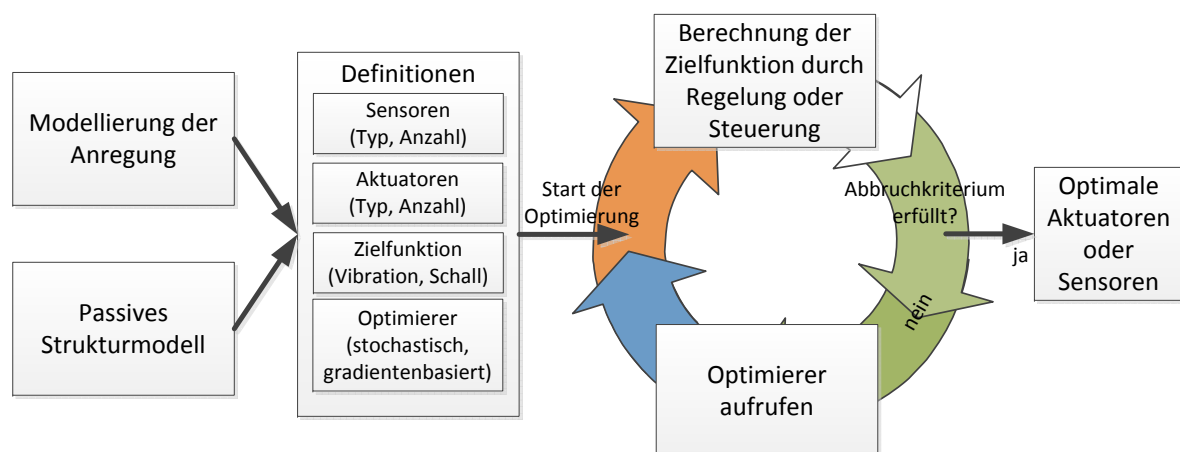 Modellierung der
Anregung
Passives
Strukturmodell
Definitionen
Sensoren
(Typ, Anzahl)
Aktuatoren
(Typ, Anzahl)
Zielfunktion
(Vibration, Schall)
Optimierer
(stochastisch,
gradientenbasiert)
Start der
Optimierung
Berechnung der
Zielfunktion durch
Regelung oder
Steuerung
Abbruchkriterium
erfüllt?
ja
nein
Optimierer
aufrufen
Optimale
Aktuatoren
oder
Sensoren